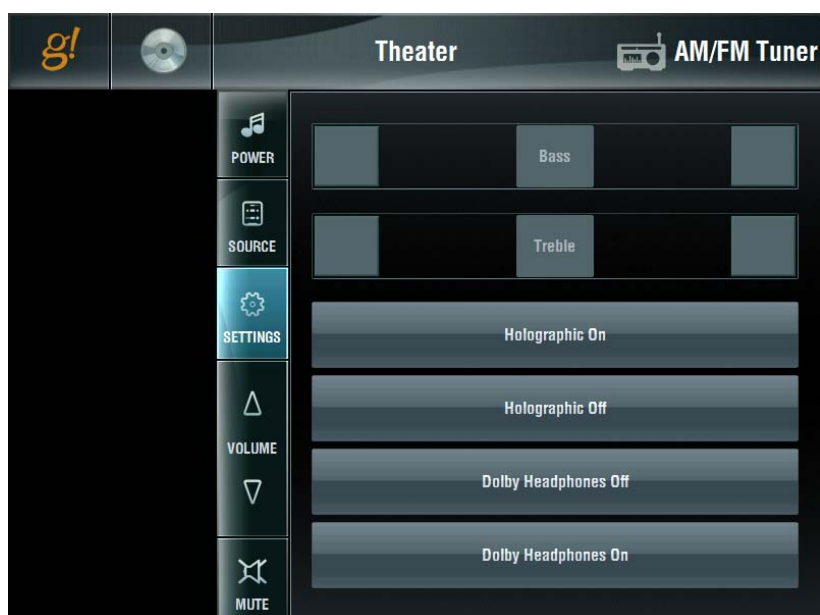 g!
Theater
AM/FM Tuner
POWER
SOURCE
SETTINGS
VOLUME
MUTE
Bass
Treble
Holographic On
Holographic Off
Dolby Headphones Off
Dolby Headphones On